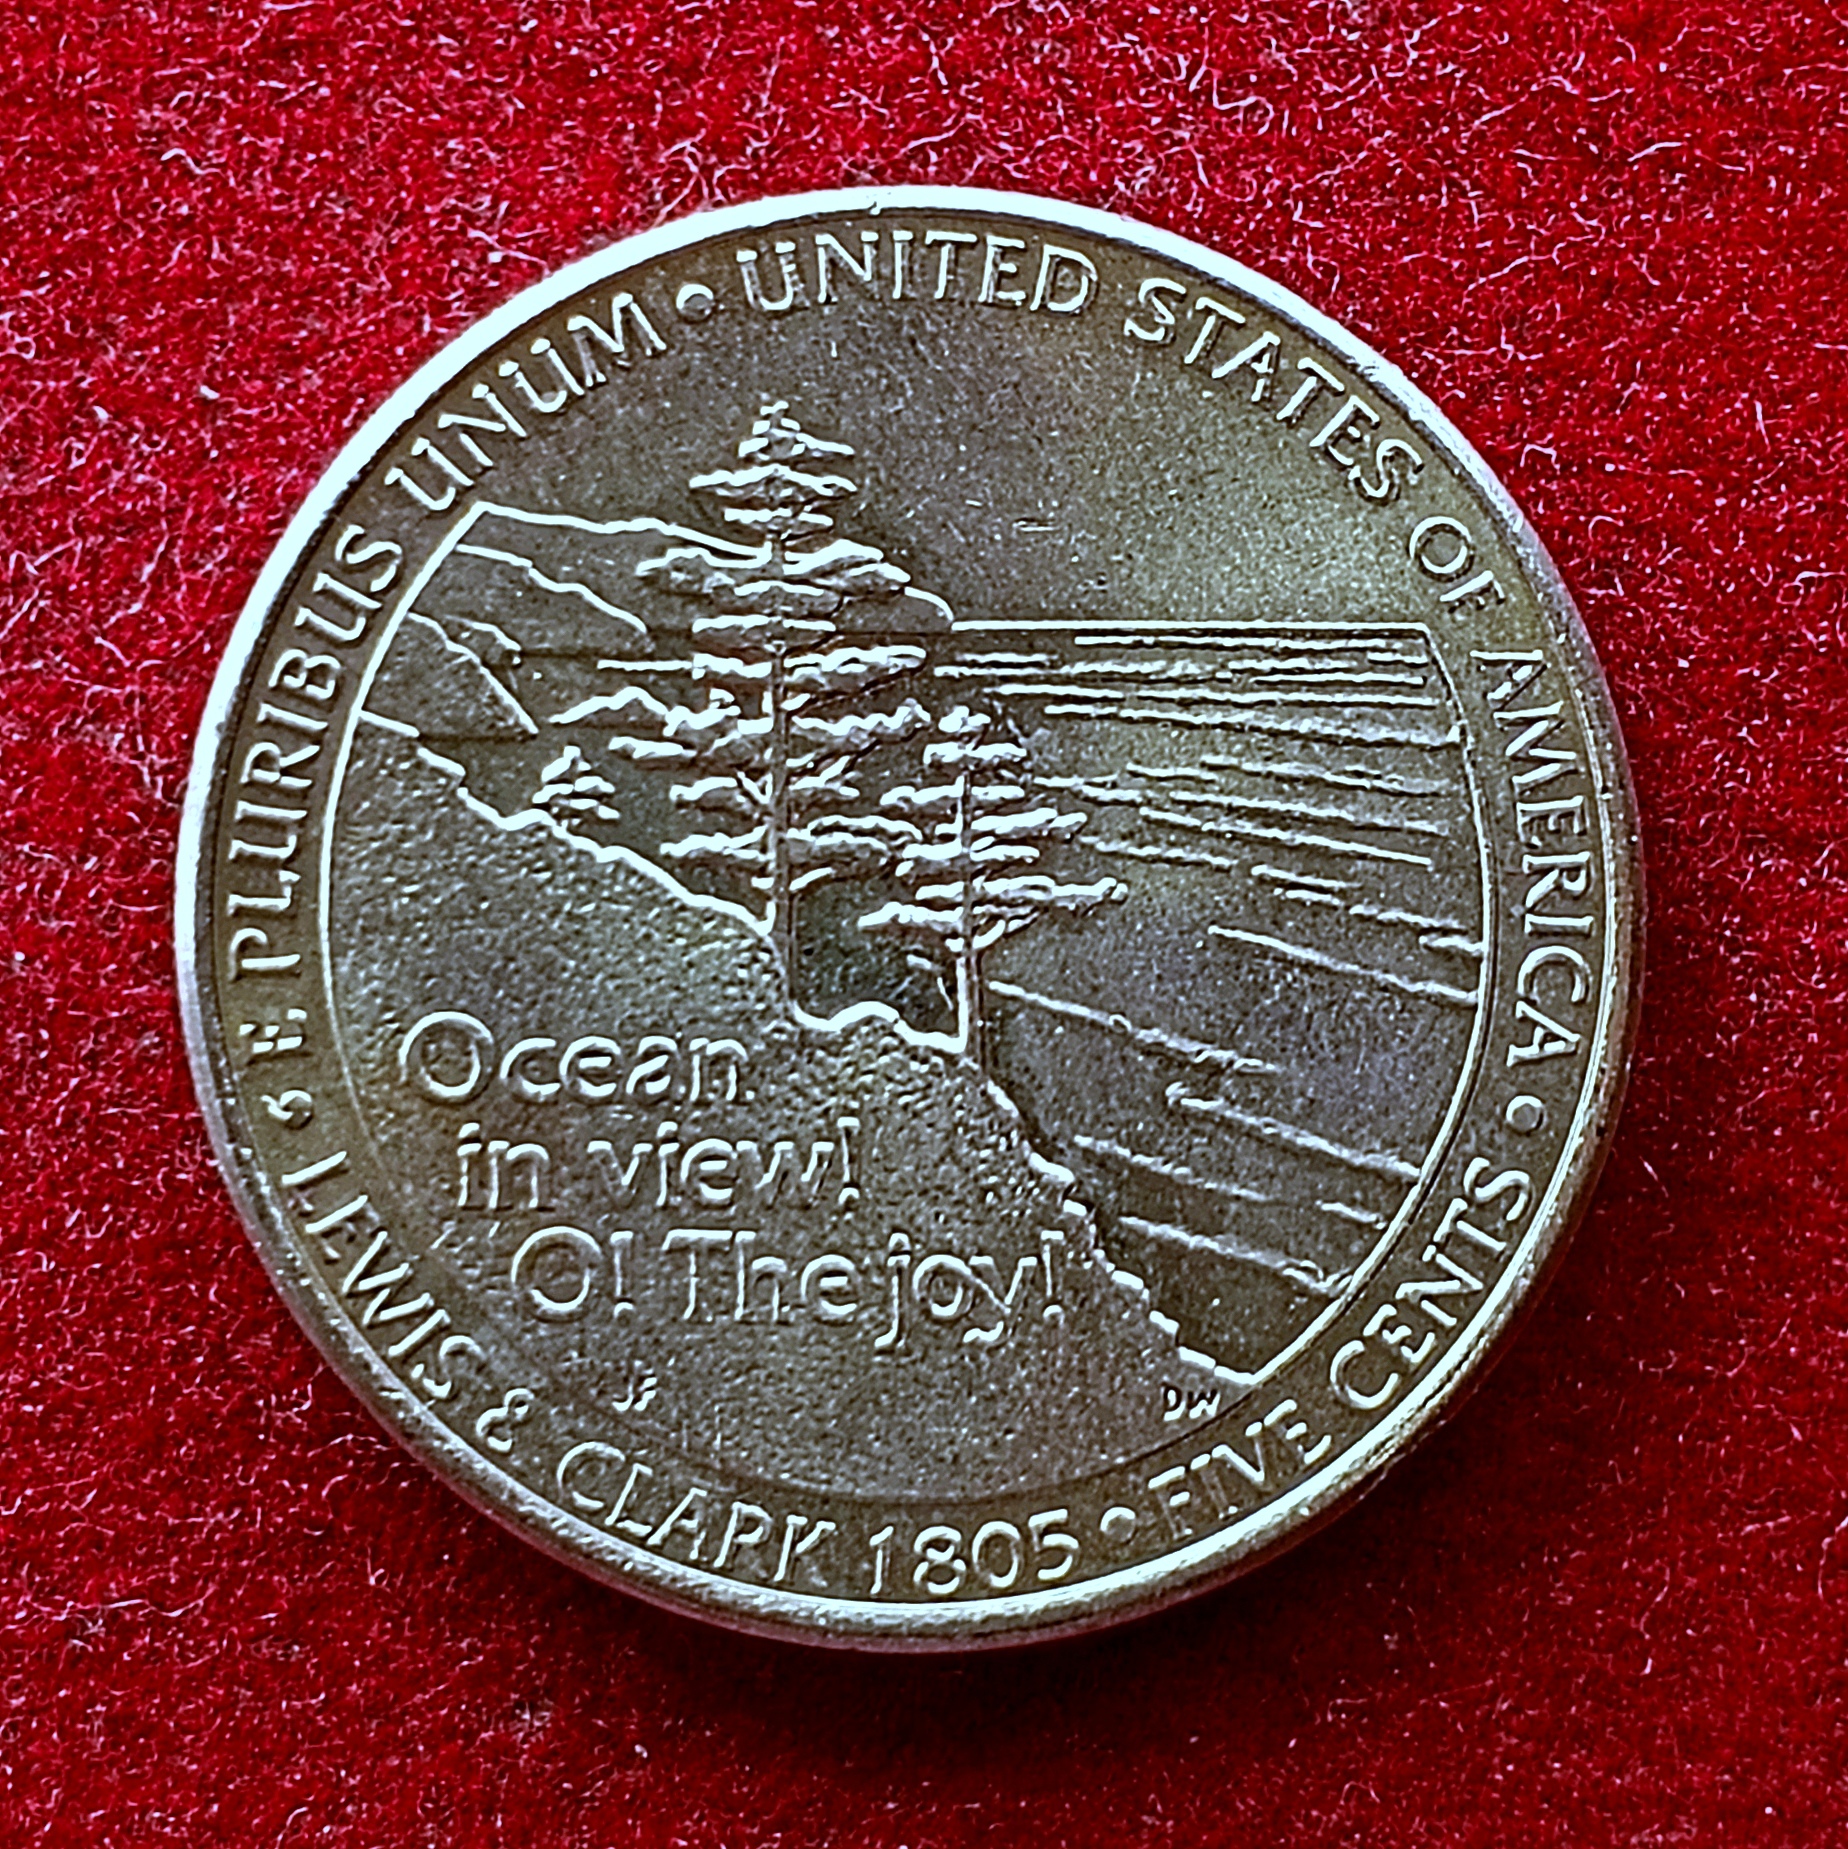 E PLURIBUS UNUM • UNITED STATES OF AMERICA •
LEWIS & CLARK 1805 • FIVE CENTS
Ocean
in view!
O! The joy!
JF
DW